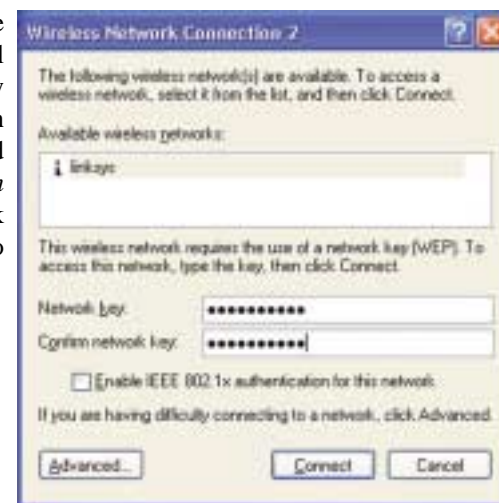 Wireless Network Connection 2
The following wireless network(s) are available. To access a
wireless network, select it from the list, and then click Connect.
Available wireless networks:
linksys
This wireless network requires the use of a network key (WEP). To
access this network, type the key, then click Connect.
Network key: ••••••••••
Confirm network key: ••••••••••
Enable IEEE 802.1x authentication for this network
If you are having difficulty connecting to a network, click Advanced.
Advanced... Connect Cancel